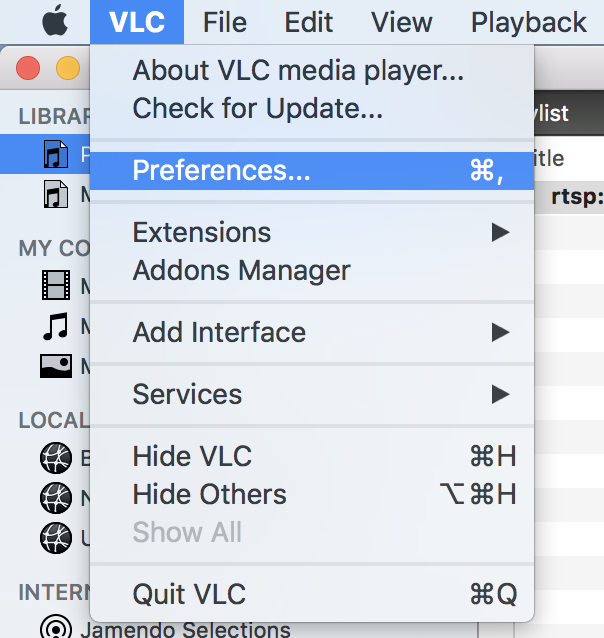 VLC File Edit View Playback
About VLC media player...
Check for Update...
Preferences... ⌘,
Extensions
Addons Manager
Add Interface
Services
Hide VLC ⌘H
Hide Others ⌥⌘H
Show All
Quit VLC ⌘Q
LIBRAR
P
M
MY CO
M
M
M
LOCAL
B
N
U
INTERN
Jamendo Selections
ylist
itle
rtsp: